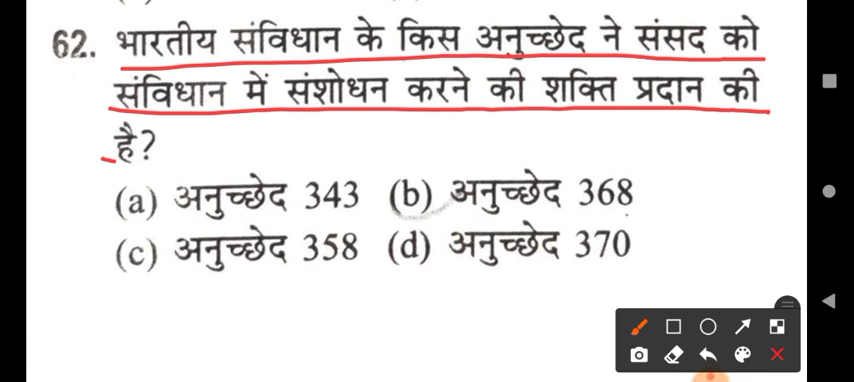 62. भारतीय संविधान के किस अनुच्छेद ने संसद को
संविधान में संशोधन करने की शक्ति प्रदान की
है?
(a) अनुच्छेद 343 (b) अनुच्छेद 368
(c) अनुच्छेद 358 (d) अनुच्छेद 370